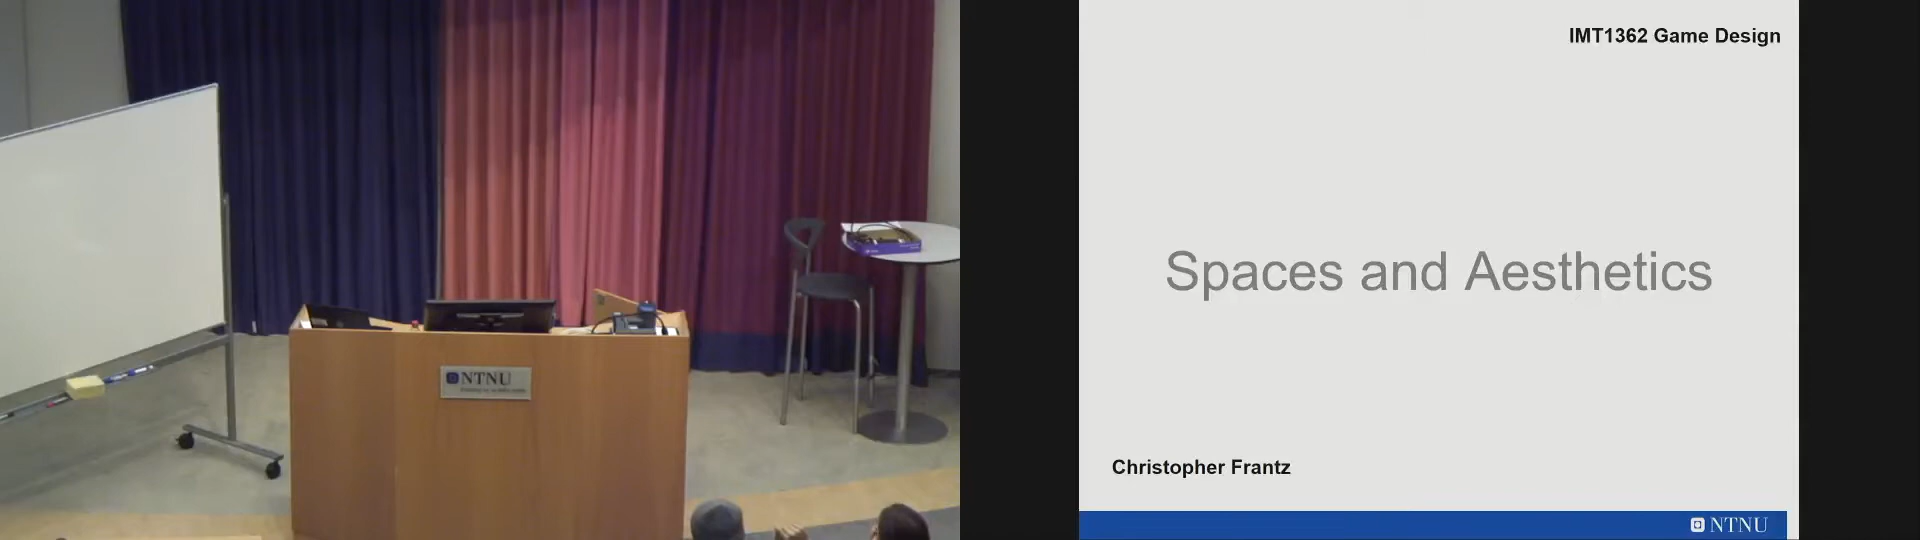 NTNU
IMT1362 Game Design
Spaces and Aesthetics
Christopher Frantz
NTNU